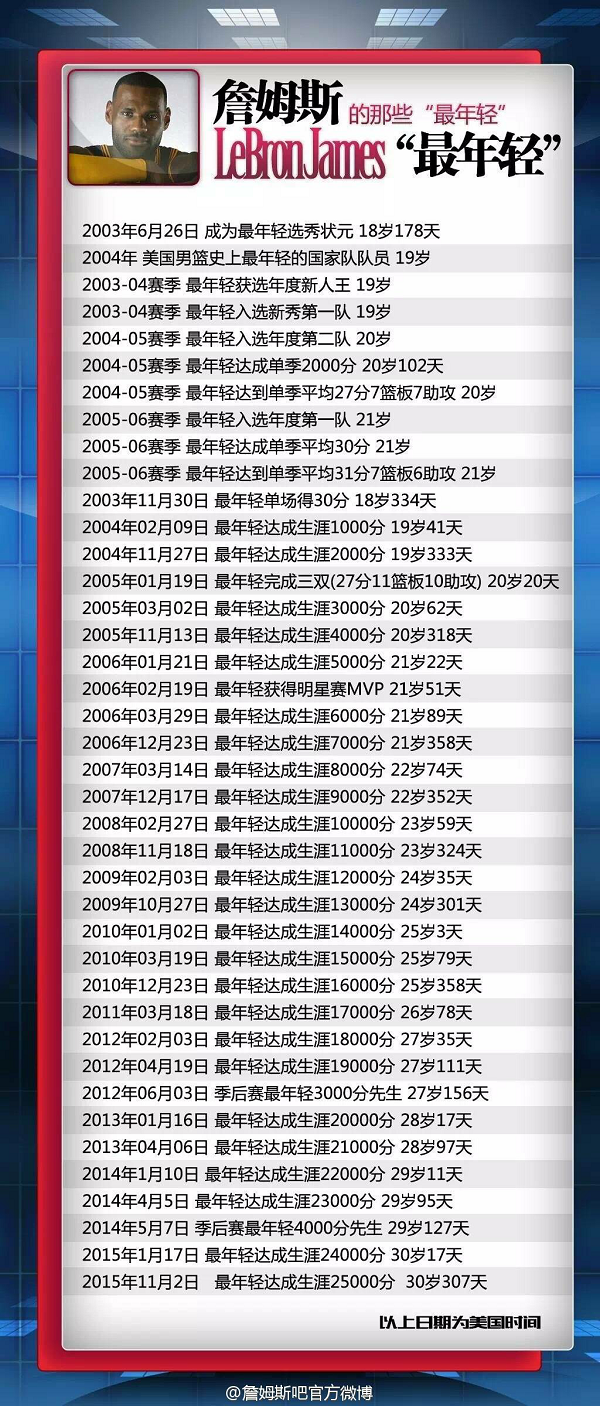 詹姆斯 的那些“最年轻”
LeBron James “最年轻”
2003年6月26日 成为最年轻选秀状元 18岁178天
2004年 美国男篮史上最年轻的国家队队员 19岁
2003-04赛季 最年轻获选年度新人王 19岁
2003-04赛季 最年轻入选新秀第一队 19岁
2004-05赛季 最年轻入选年度第二队 20岁
2004-05赛季 最年轻达成单季2000分 20岁102天
2004-05赛季 最年轻达到单季平均27分7篮板7助攻 20岁
2005-06赛季 最年轻入选年度第一队 21岁
2005-06赛季 最年轻达成单季平均30分 21岁
2005-06赛季 最年轻达到单季平均31分7篮板6助攻 21岁
2003年11月30日 最年轻单场得30分 18岁334天
2004年02月09日 最年轻达成生涯1000分 19岁41天
2004年11月27日 最年轻达成生涯2000分 19岁333天
2005年01月19日 最年轻完成三双(27分11篮板10助攻) 20岁20天
2005年03月02日 最年轻达成生涯3000分 20岁62天
2005年11月13日 最年轻达成生涯4000分 20岁318天
2006年01月21日 最年轻达成生涯5000分 21岁22天
2006年02月19日 最年轻获得明星赛MVP 21岁51天
2006年03月29日 最年轻达成生涯6000分 21岁89天
2006年12月23日 最年轻达成生涯7000分 21岁358天
2007年03月14日 最年轻达成生涯8000分 22岁74天
2007年12月17日 最年轻达成生涯9000分 22岁352天
2008年02月27日 最年轻达成生涯10000分 23岁59天
2008年11月18日 最年轻达成生涯11000分 23岁324天
2009年02月03日 最年轻达成生涯12000分 24岁35天
2009年10月27日 最年轻达成生涯13000分 24岁301天
2010年01月02日 最年轻达成生涯14000分 25岁3天
2010年03月19日 最年轻达成生涯15000分 25岁79天
2010年12月23日 最年轻达成生涯16000分 25岁358天
2011年03月18日 最年轻达成生涯17000分 26岁78天
2012年02月03日 最年轻达成生涯18000分 27岁35天
2012年04月19日 最年轻达成生涯19000分 27岁111天
2012年06月03日 季后赛最年轻3000分先生 27岁156天
2013年01月16日 最年轻达成生涯20000分 28岁17天
2013年04月06日 最年轻达成生涯21000分 28岁97天
2014年1月10日 最年轻达成生涯22000分 29岁11天
2014年4月5日 最年轻达成生涯23000分 29岁95天
2014年5月7日 季后赛最年轻4000分先生 29岁127天
2015年1月17日 最年轻达成生涯24000分 30岁17天
2015年11月2日 最年轻达成生涯25000分 30岁307天
以上日期为美国时间
@詹姆斯吧官方微博